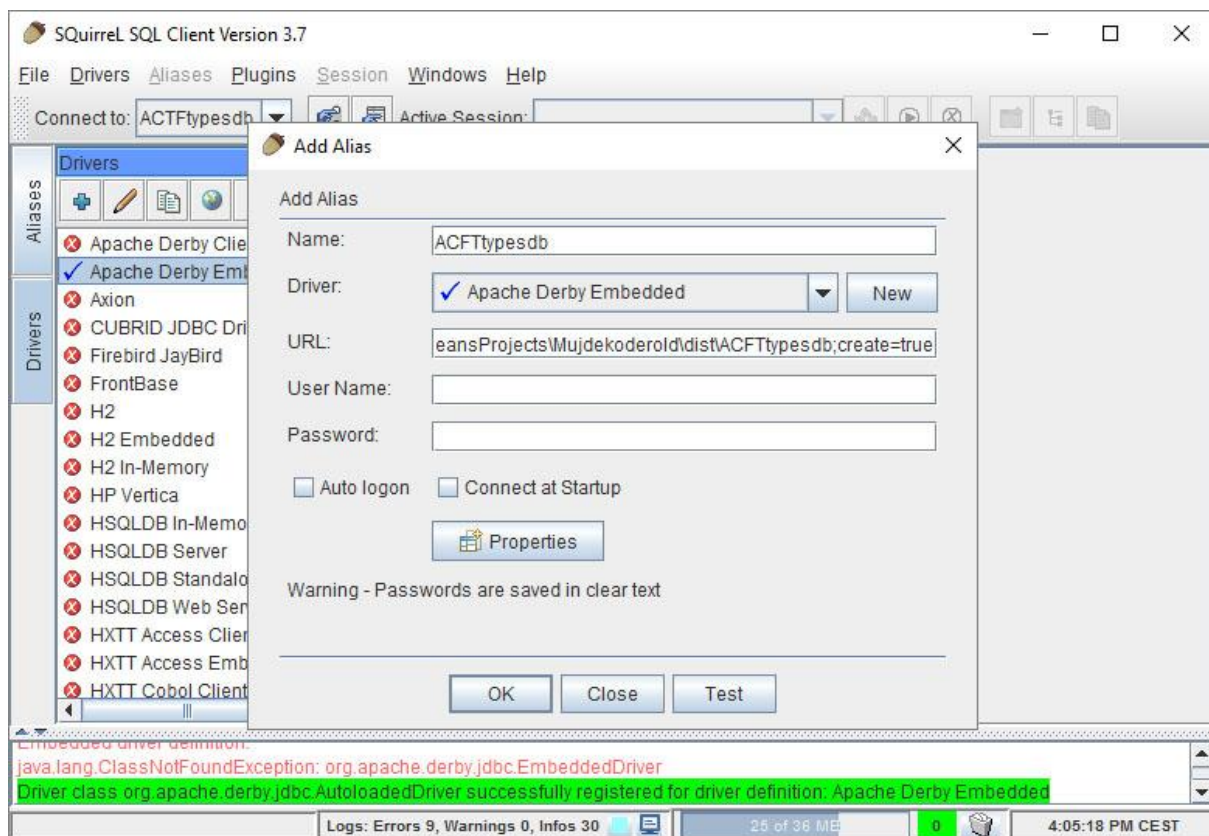 SQuirreL SQL Client Version 3.7
File Drivers Aliases Plugins Session Windows Help
Connect to: ACTFtypesdb Active Session:
Aliases
Drivers
Drivers
Apache Derby Clie
Apache Derby Emb
Axion
CUBRID JDBC Dri
Firebird JayBird
FrontBase
H2
H2 Embedded
H2 In-Memory
HP Vertica
HSQLDB In-Memo
HSQLDB Server
HSQLDB Standalo
HSQLDB Web Ser
HXTT Access Clien
HXTT Access Emb
HXTT Cobol Client
Add Alias
Add Alias
Name: ACFTtypesdb
Driver: Apache Derby Embedded New
URL: eansProjects\Mujdekoderold\dist\ACFTtypesdb;create=true
User Name:
Password:
Auto logon Connect at Startup
Properties
Warning - Passwords are saved in clear text
OK Close Test
Embedded driver definition:
java.lang.ClassNotFoundException: org.apache.derby.jdbc.EmbeddedDriver
Driver class org.apache.derby.jdbc.AutoloadedDriver successfully registered for driver definition: Apache Derby Embedded
Logs: Errors 9, Warnings 0, Infos 30 25 of 36 MB 0 4:05:18 PM CEST